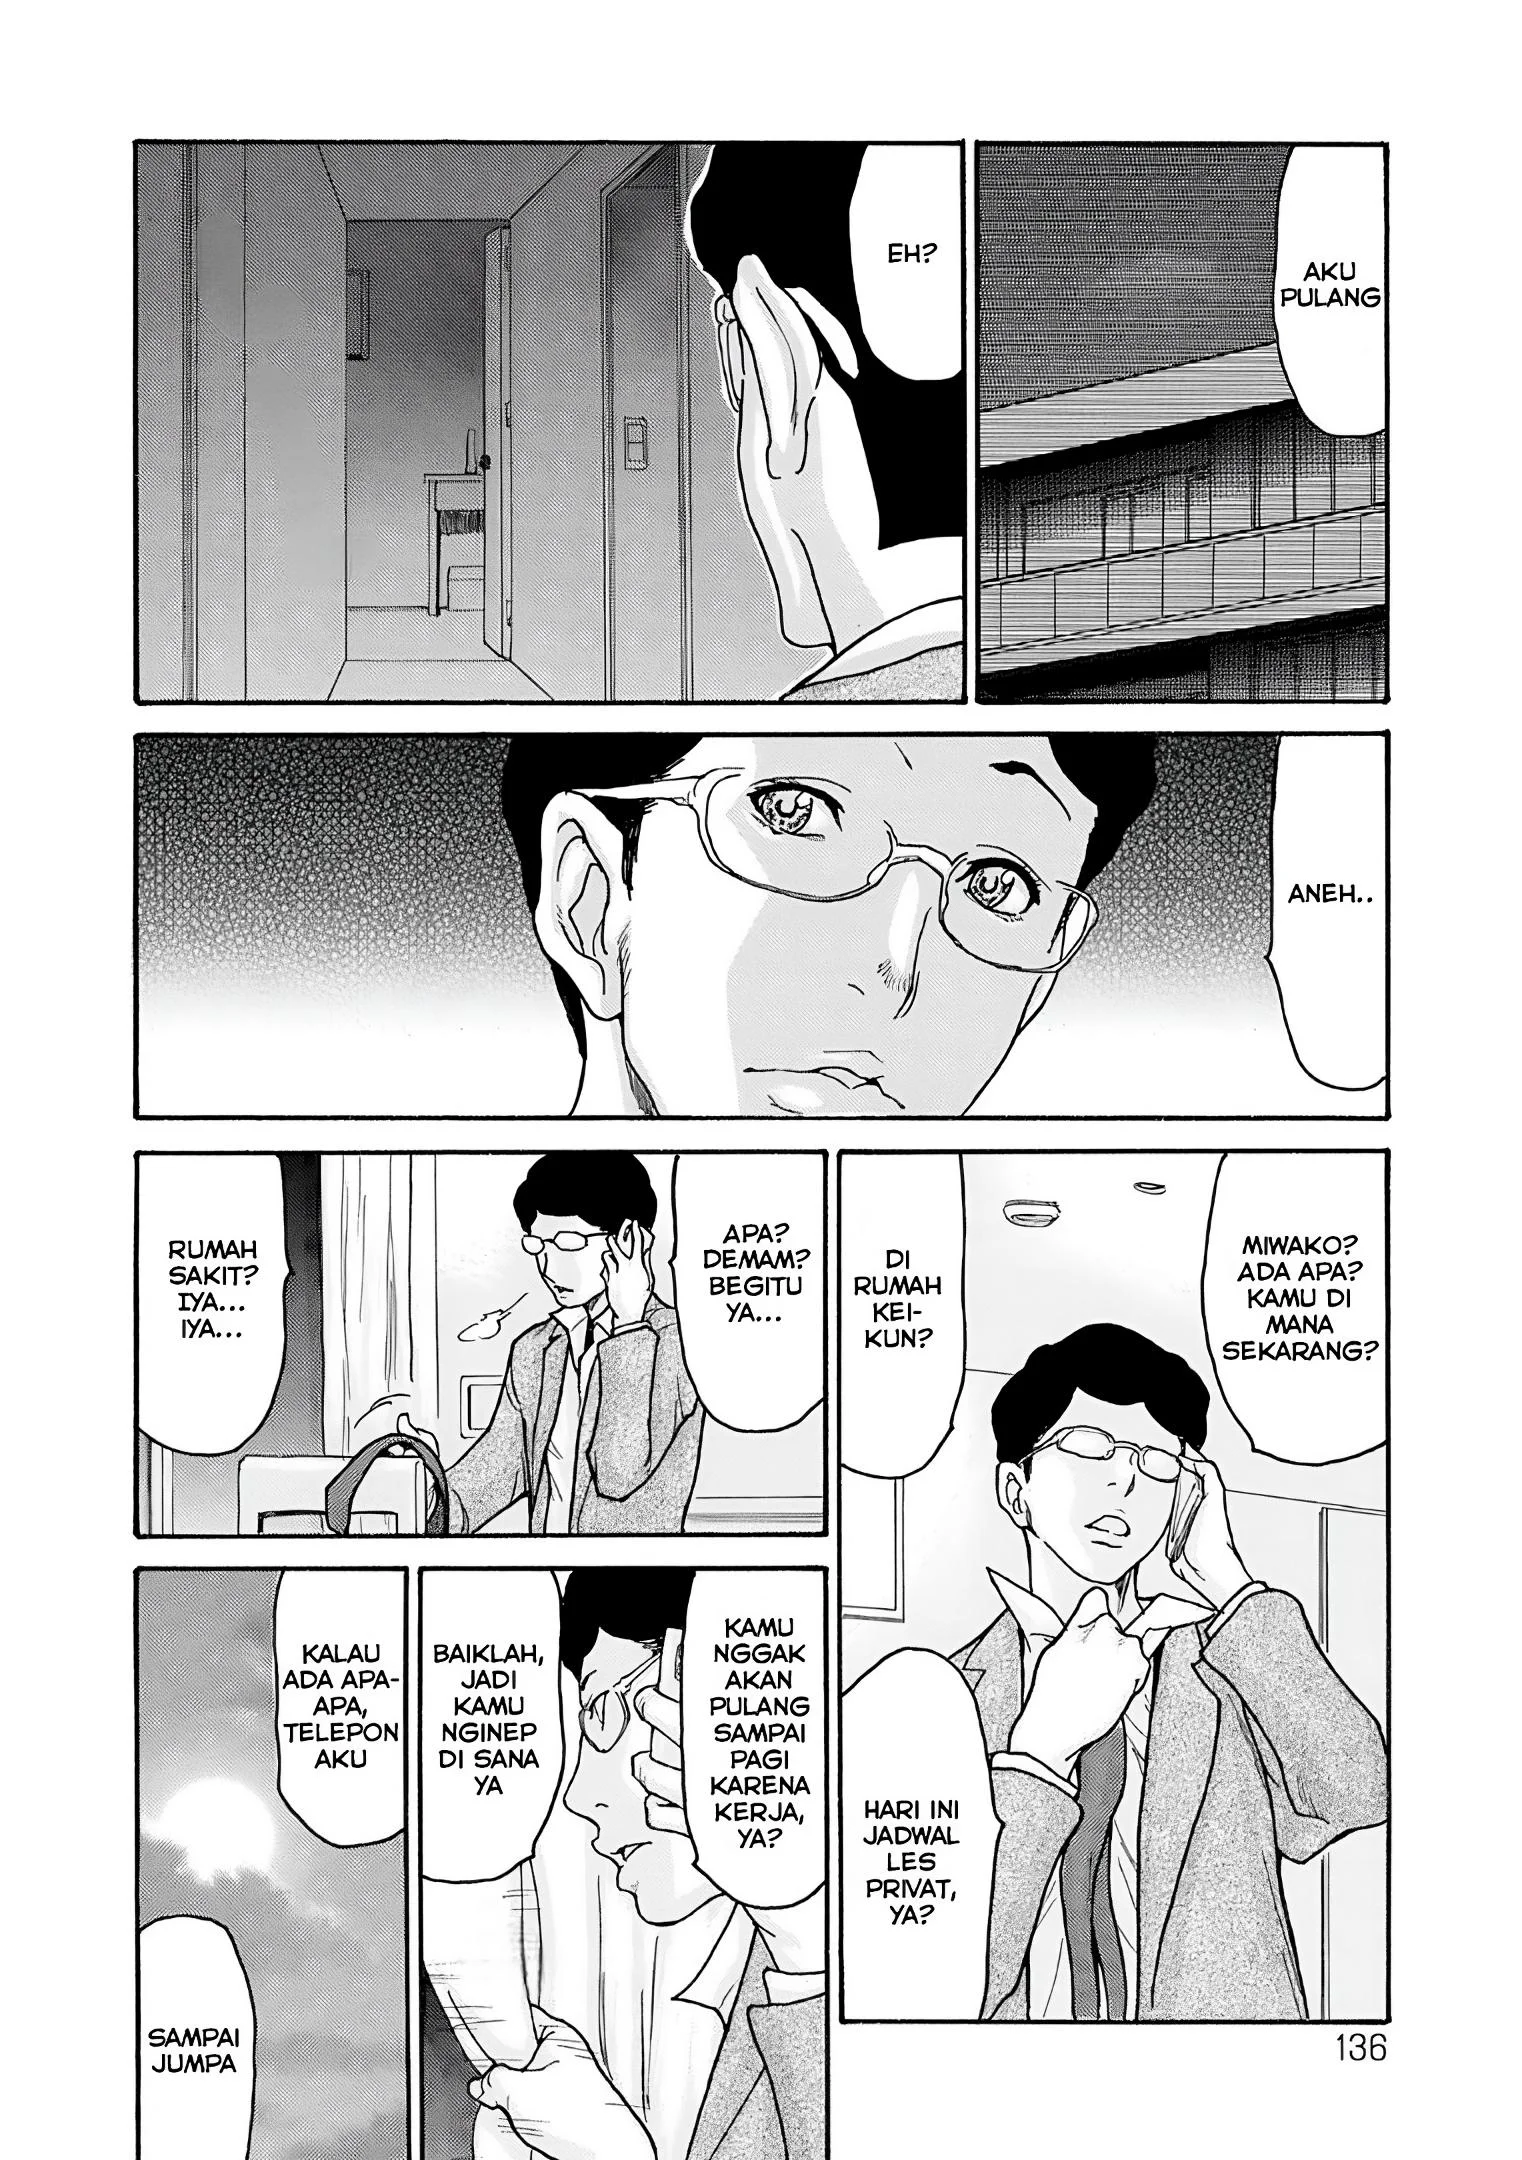 AKU
PULANG
EH?
ANEH..
MIWAKO?
ADA APA?
KAMU DI
MANA
SEKARANG?
DI
RUMAH
KEI-
KUN?
HARI INI
JADWAL
LES
PRIVAT,
YA?
APA?
DEMAM?
BEGITU
YA...
RUMAH
SAKIT?
IYA...
IYA...
KAMU
NGGAK
AKAN
PULANG
SAMPAI
PAGI
KARENA
KERJA,
YA?
BAIKLAH,
JADI
KAMU
NGINEP
DI SANA
YA
KALAU
ADA APA-
APA,
TELEPON
AKU
SAMPAI
JUMPA
136